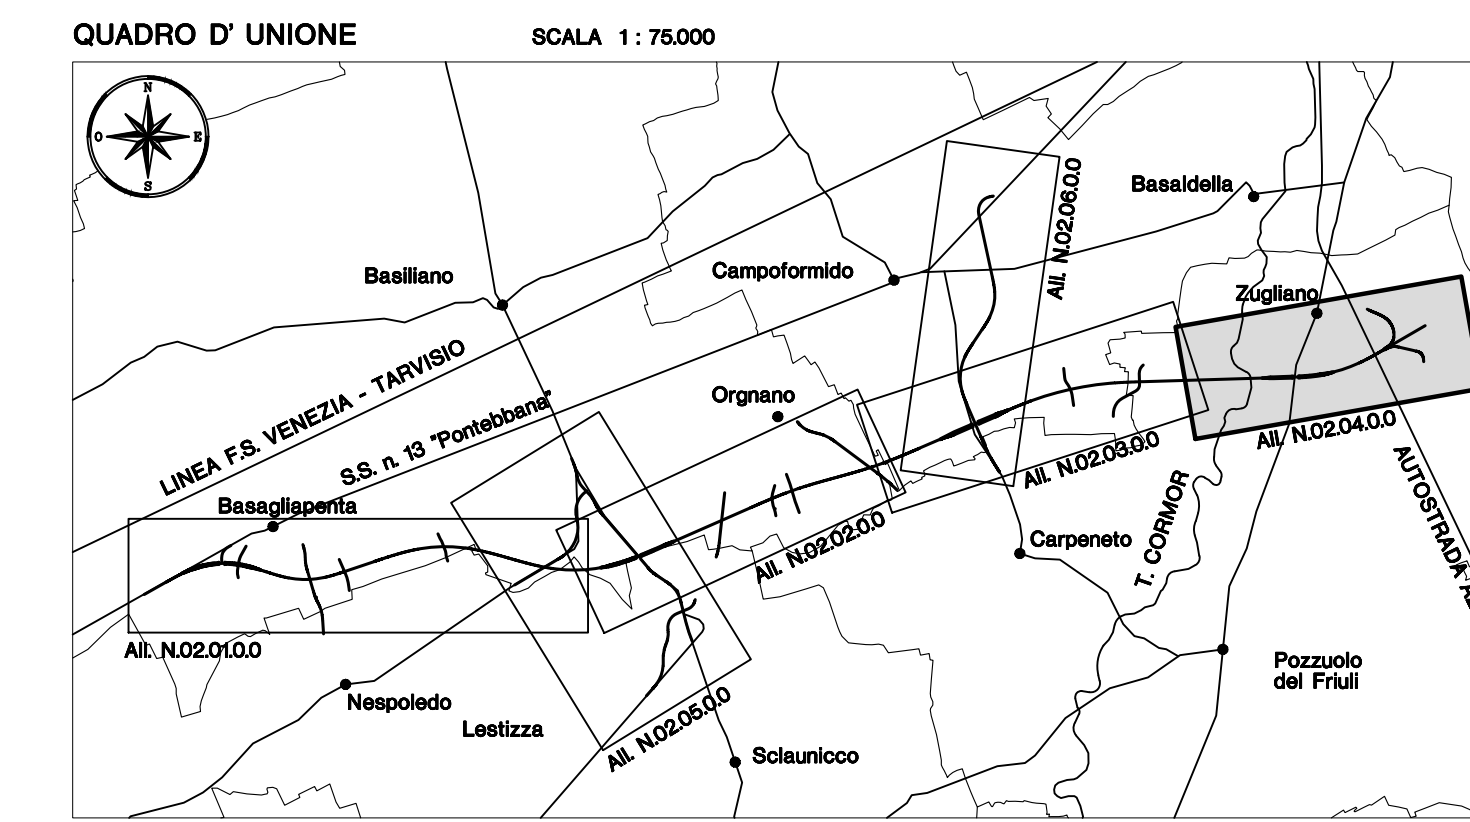 QUADRO D' UNIONE
SCALA 1 : 75.000
N
O
E
S
Basaldella
All. N.02.06.0.0
Basiliano
Campoformido
Zugliano
LINEA F.S. VENEZIA - TARVISIO
S.S. n. 13 "Pontebbana"
Orgnano
All. N.02.04.0.0
All. N.02.03.0.0
AUTOSTRADA
Basagliapenta
T. CORMOR
All. N.02.02.0.0
Carpeneto
All. N.02.01.0.0
Pozzuolo
del Friuli
Nespoledo
Lestizza
All. N.02.05.0.0
Sclaunicco